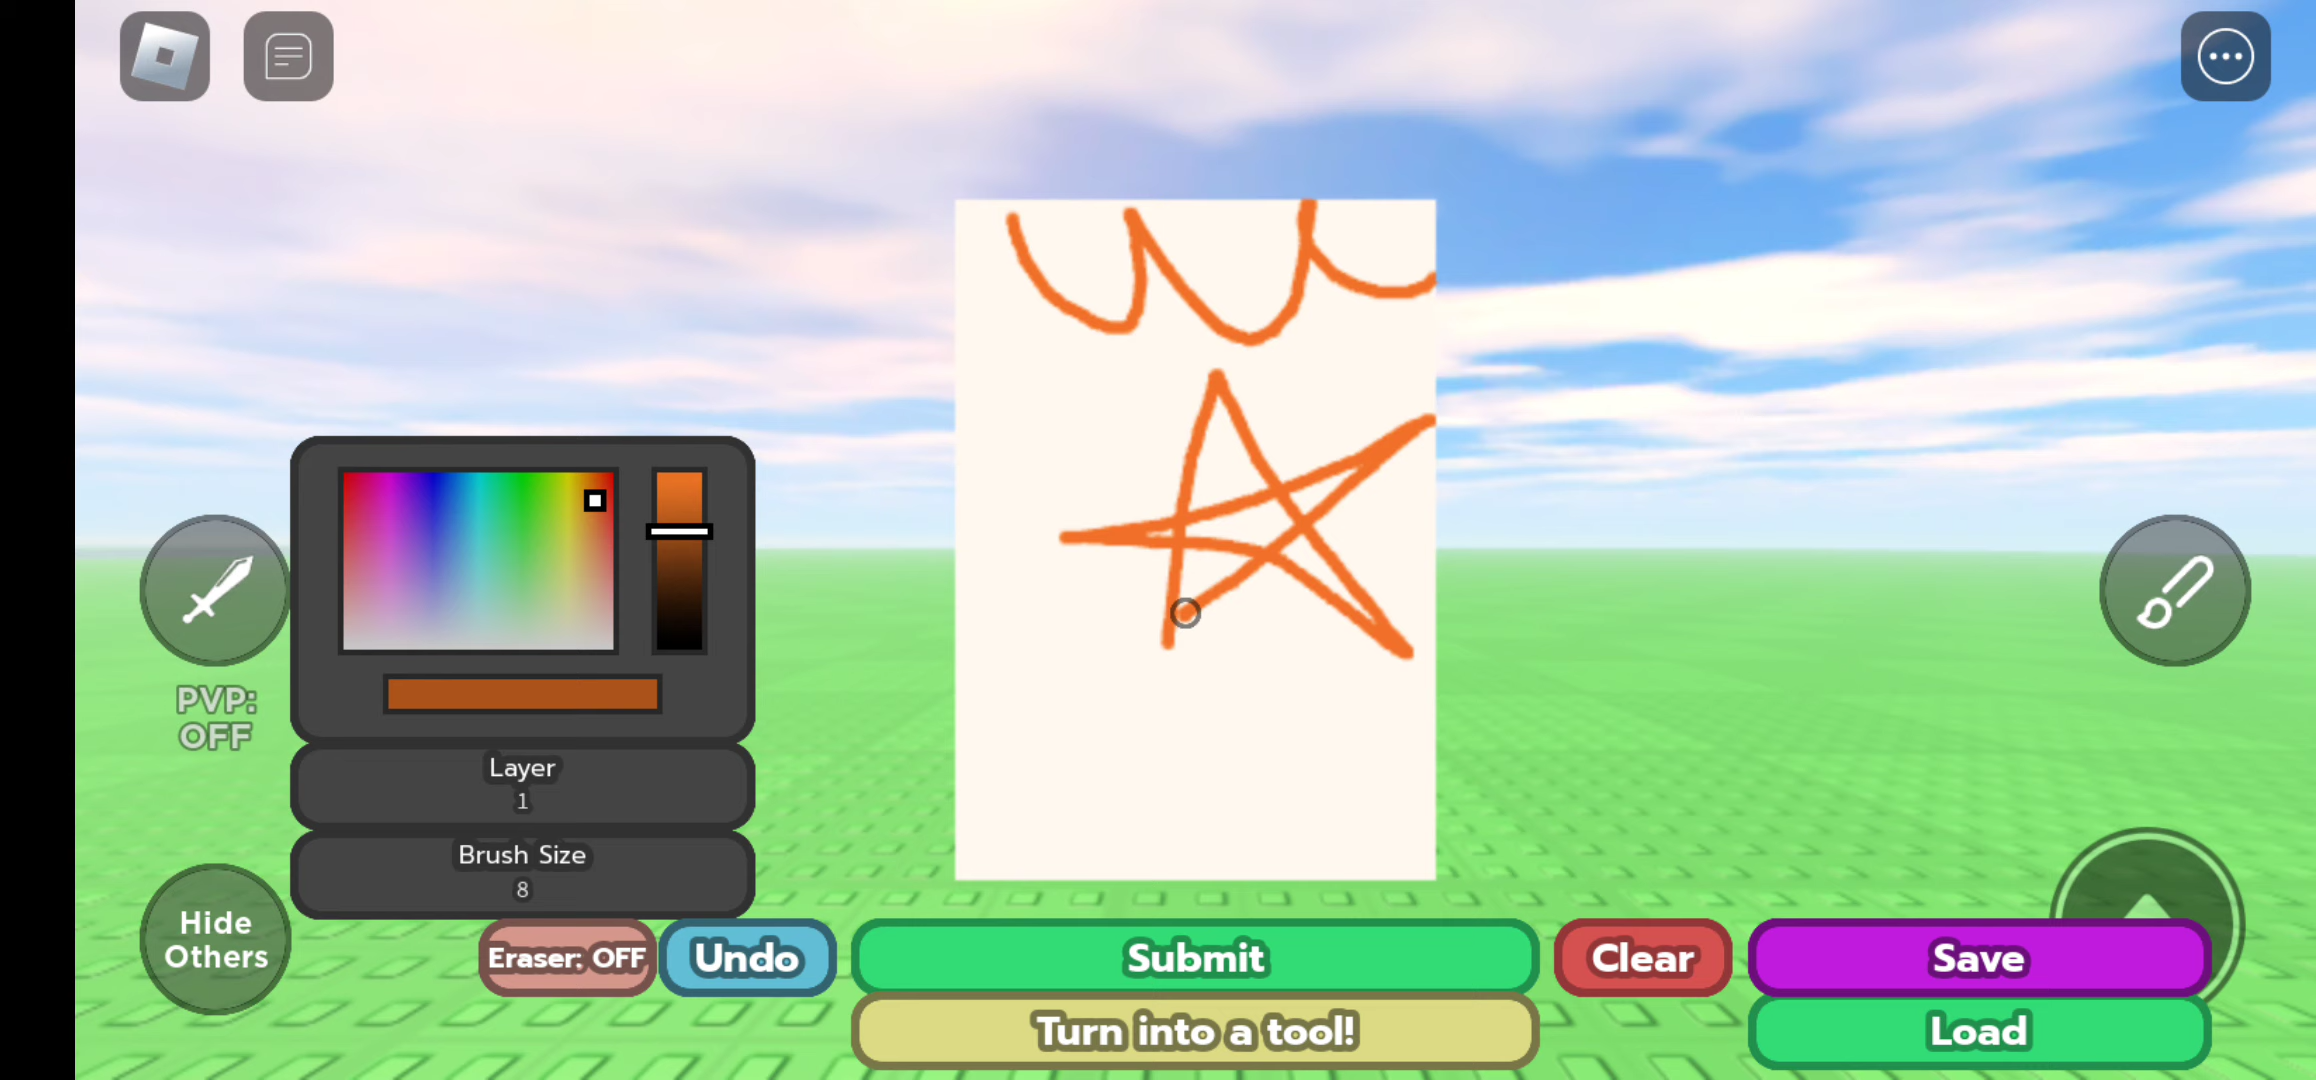 PVP:
OFF
Layer
1
Brush Size
8
Hide
Others
Eraser: OFF
Undo
Submit
Clear
Save
Turn into a tool!
Load